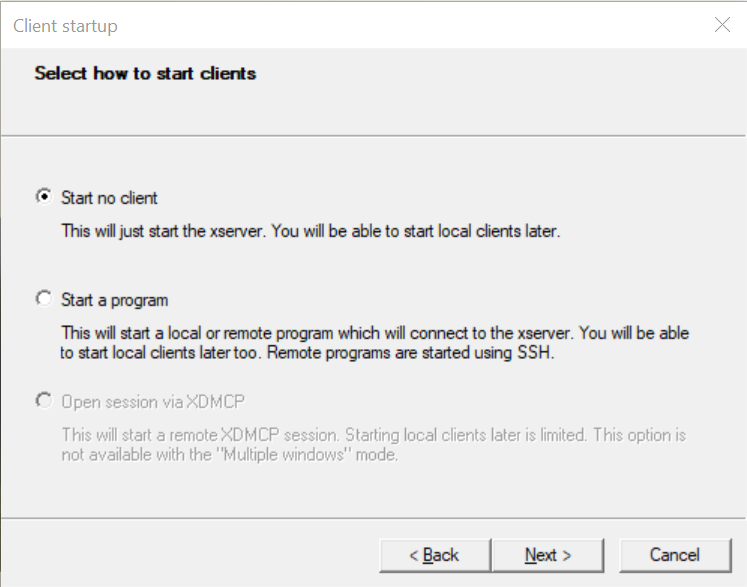 Client startup
Select how to start clients
Start no client
This will just start the xserver. You will be able to start local clients later.
Start a program
This will start a local or remote program which will connect to the xserver. You will be able
to start local clients later too. Remote programs are started using SSH.
Open session via XDMCP
This will start a remote XDMCP session. Starting local clients later is limited. This option is
not available with the "Multiple windows" mode.
< Back Next > Cancel